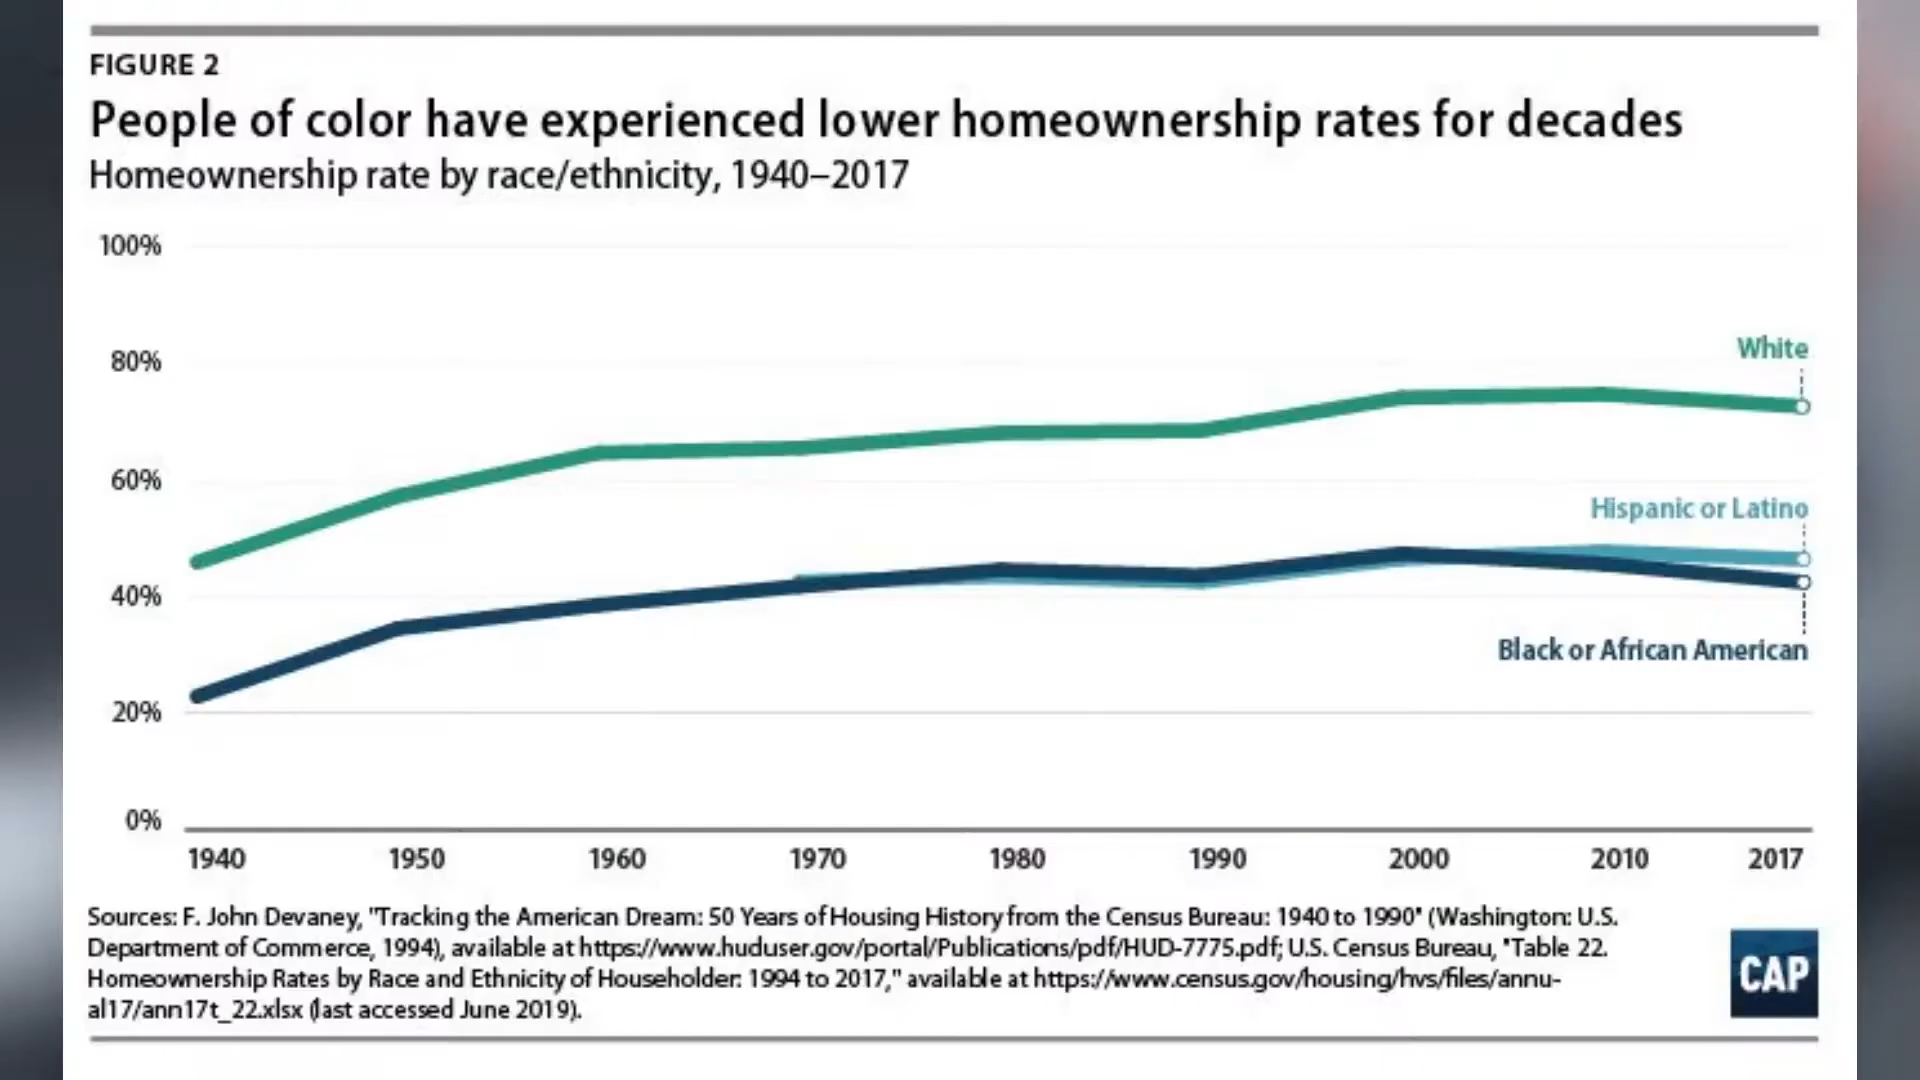 FIGURE 2
People of color have experienced lower homeownership rates for decades
Homeownership rate by race/ethnicity, 1940–2017
100%
80%
White
60%
Hispanic or Latino
40%
Black or African American
20%
0%
1940 1950 1960 1970 1980 1990 2000 2010 2017
Sources: F. John Devaney, "Tracking the American Dream: 50 Years of Housing History from the Census Bureau: 1940 to 1990" (Washington: U.S.
Department of Commerce, 1994), available at https://www.huduser.gov/portal/Publications/pdf/HUD-7775.pdf; U.S. Census Bureau, "Table 22.
Homeownership Rates by Race and Ethnicity of Householder: 1994 to 2017," available at https://www.census.gov/housing/hvs/files/annu-
al17/ann17t_22.xlsx (last accessed June 2019).
CAP